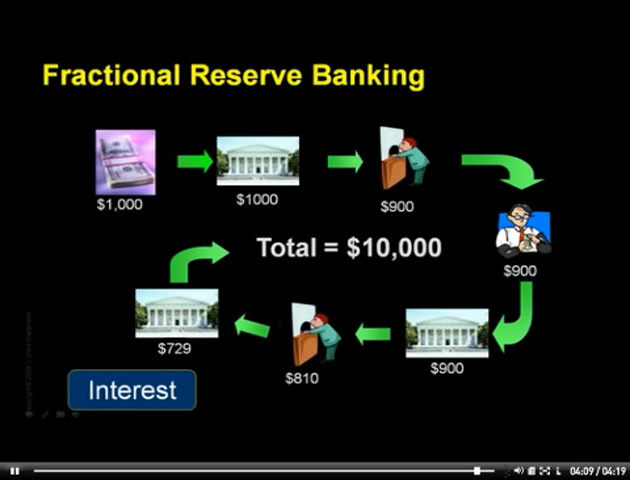 Fractional Reserve Banking
$1,000
$1000
$900
$900
Total = $10,000
$900
$810
$729
Interest
04:09 / 04:19